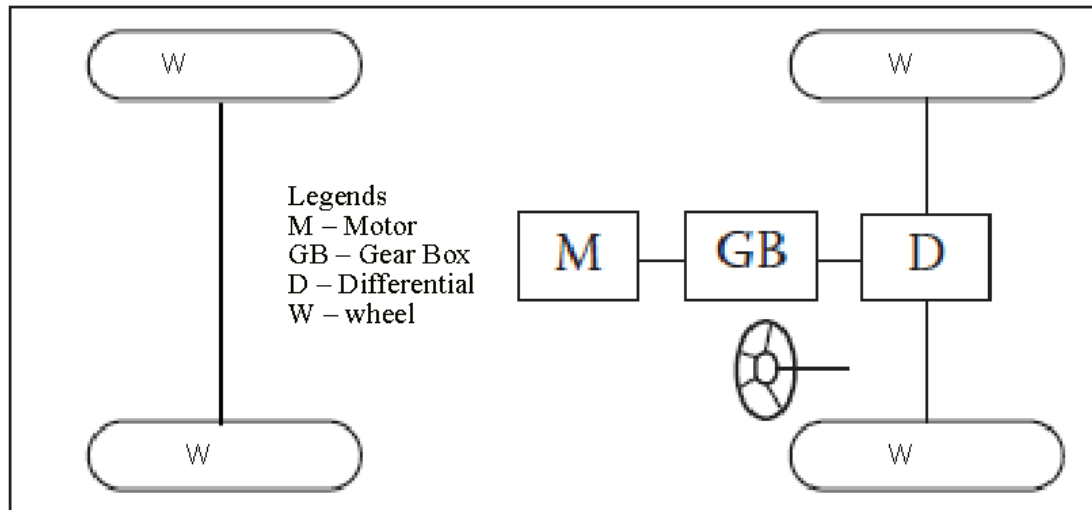 W
W
Legends
M – Motor
GB – Gear Box
D – Differential
W – wheel
M
GB
D
W
W